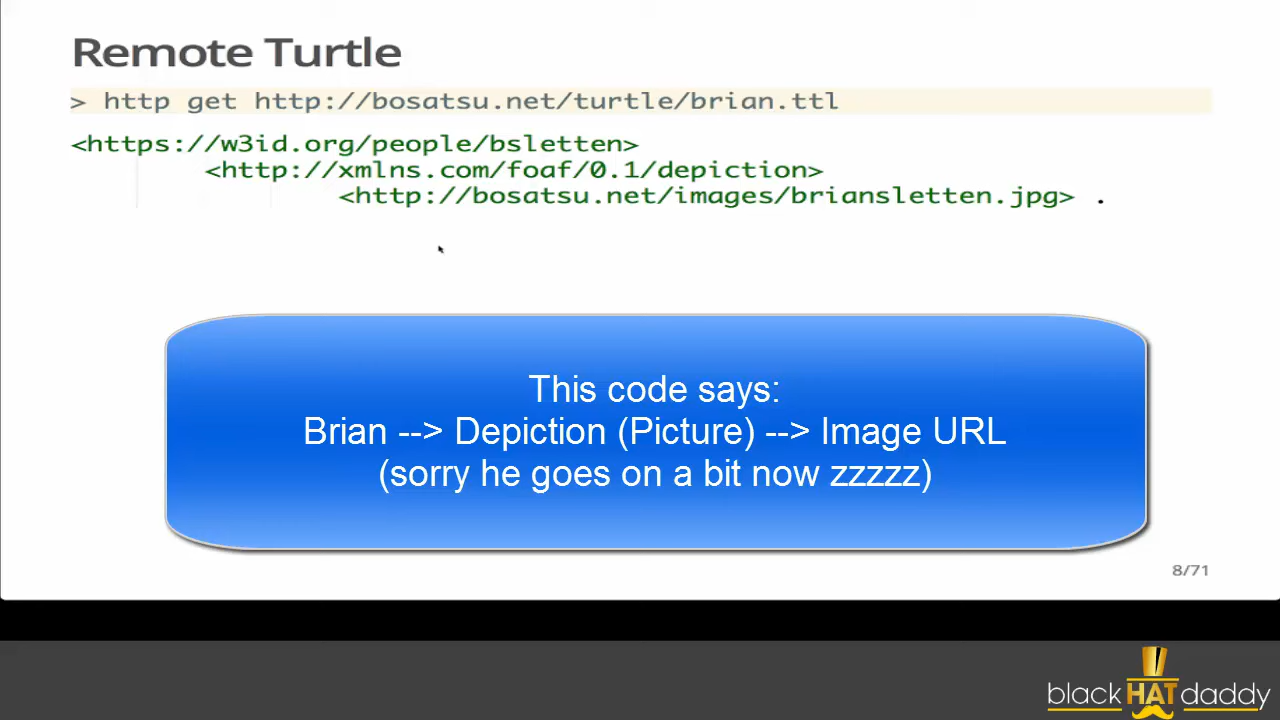 Remote Turtle
> http get http://bosatsu.net/turtle/brian.ttl
<https://w3id.org/people/bsletten>
<http://xmlns.com/foaf/0.1/depiction>
<http://bosatsu.net/images/briansletten.jpg> .
This code says:
Brian --> Depiction (Picture) --> Image URL
(sorry he goes on a bit now zzzzz)
8/71
blackHATdaddy